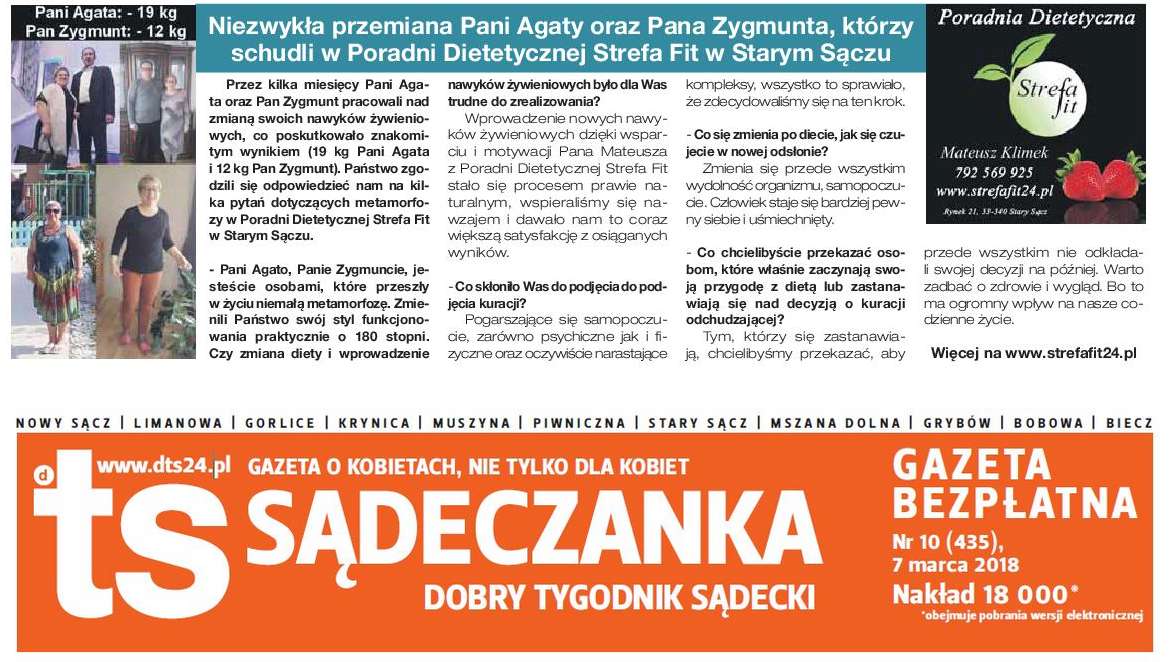 Pani Agata: - 19 kg
Pan Zygmunt: - 12 kg
Niezwykła przemiana Pani Agaty oraz Pana Zygmunta, którzy
schudli w Poradni Dietetycznej Strefa Fit w Starym Sączu
Przez kilka miesięcy Pani Aga-
ta oraz Pan Zygmunt pracowali nad
zmianą swoich nawyków żywienio-
wych, co poskutkowało znakomi-
tym wynikiem (19 kg Pani Agata
i 12 kg Pan Zygmunt). Państwo zgo-
dzili się odpowiedzieć nam na kil-
ka pytań dotyczących metamorfo-
zy w Poradni Dietetycznej Strefa Fit
w Starym Sączu.
- Pani Agato, Panie Zygmuncie, je-
steście osobami, które przeszły
w życiu niemałą metamorfozę. Zmie-
nili Państwo swój styl funkcjono-
wania praktycznie o 180 stopni.
Czy zmiana diety i wprowadzenie
nawyków żywieniowych było dla Was
trudne do zrealizowania?
Wprowadzenie nowych nawy-
ków żywieniowych dzięki wspar-
ciu i motywacji Pana Mateusza
z Poradni Dietetycznej Strefa Fit
stało się procesem prawie na-
turalnym, wspieraliśmy się na-
wzajem i dawało nam to coraz
większą satysfakcję z osiąganych
wyników.
- Co skłoniło Was do podjęcia do pod-
jęcia kuracji?
Pogarszające się samopoczu-
cie, zarówno psychiczne jak i fi-
zyczne oraz oczywiście narastające
kompleksy, wszystko to sprawiało,
że zdecydowaliśmy się na ten krok.
- Co się zmienia po diecie, jak się czu-
jecie w nowej odsłonie?
Zmienia się przede wszystkim
wydolność organizmu, samopoczu-
cie. Człowiek staje się bardziej pew-
ny siebie i uśmiechnięty.
- Co chcielibyście przekazać oso-
bom, które właśnie zaczynają swo-
ją przygodę z dietą lub zastana-
wiają się nad decyzją o kuracji
odchudzającej?
Tym, którzy się zastanawia-
ją, chcielibyśmy przekazać, aby
Poradnia Dietetyczna
Strefa
fit
Mateusz Klimek
792 569 925
www.strefafit24.pl
Rynek 21, 33-340 Stary Sącz
przede wszystkim nie odkłada-
li swojej decyzji na później. Warto
zadbać o zdrowie i wygląd. Bo to
ma ogromny wpływ na nasze co-
dzienne życie.
Więcej na www.strefafit24.pl
NOWY SĄCZ | LIMANOWA | GORLICE | KRYNICA | MUSZYNA | PIWNICZNA | STARY SĄCZ | MSZANA DOLNA | GRYBÓW | BOBOWA | BIECZ
d ts
www.dts24.pl
GAZETA O KOBIETACH, NIE TYLKO DLA KOBIET
SĄDECZANKA
DOBRY TYGODNIK SĄDECKI
GAZETA
BEZPŁATNA
Nr 10 (435),
7 marca 2018
Nakład 18 000*
*obejmuje pobrania wersji elektronicznej